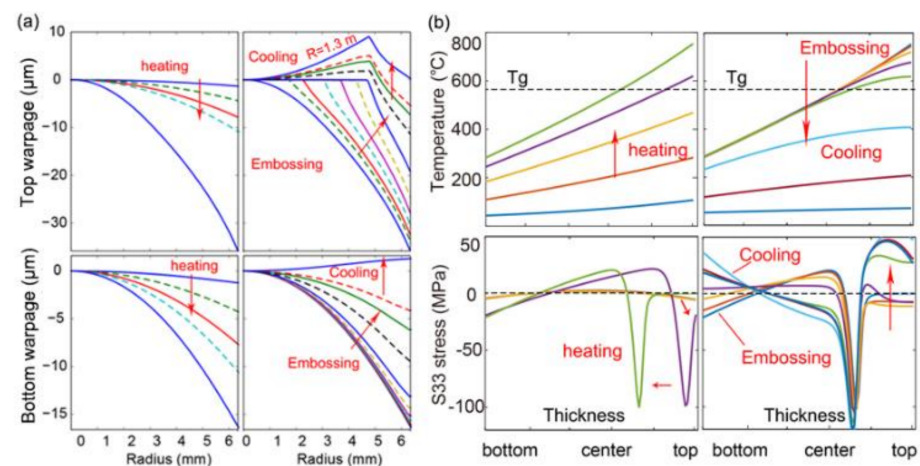 (a)
Top warpage (μm)
10
0
−10
−20
−30
heating
Cooling
R=1.3 m
Embossing
Bottom warpage (μm)
0
−5
−10
−15
heating
Cooling
Embossing
0 1 2 3 4 5 6
Radius (mm)
0 1 2 3 4 5 6
Radius (mm)
(b)
Temperature (°C)
800
600
400
200
Tg
heating
Tg
Embossing
Cooling
S33 stress (MPa)
50
0
-50
-100
heating
Thickness
Cooling
Embossing
Thickness
bottom center top
bottom center top